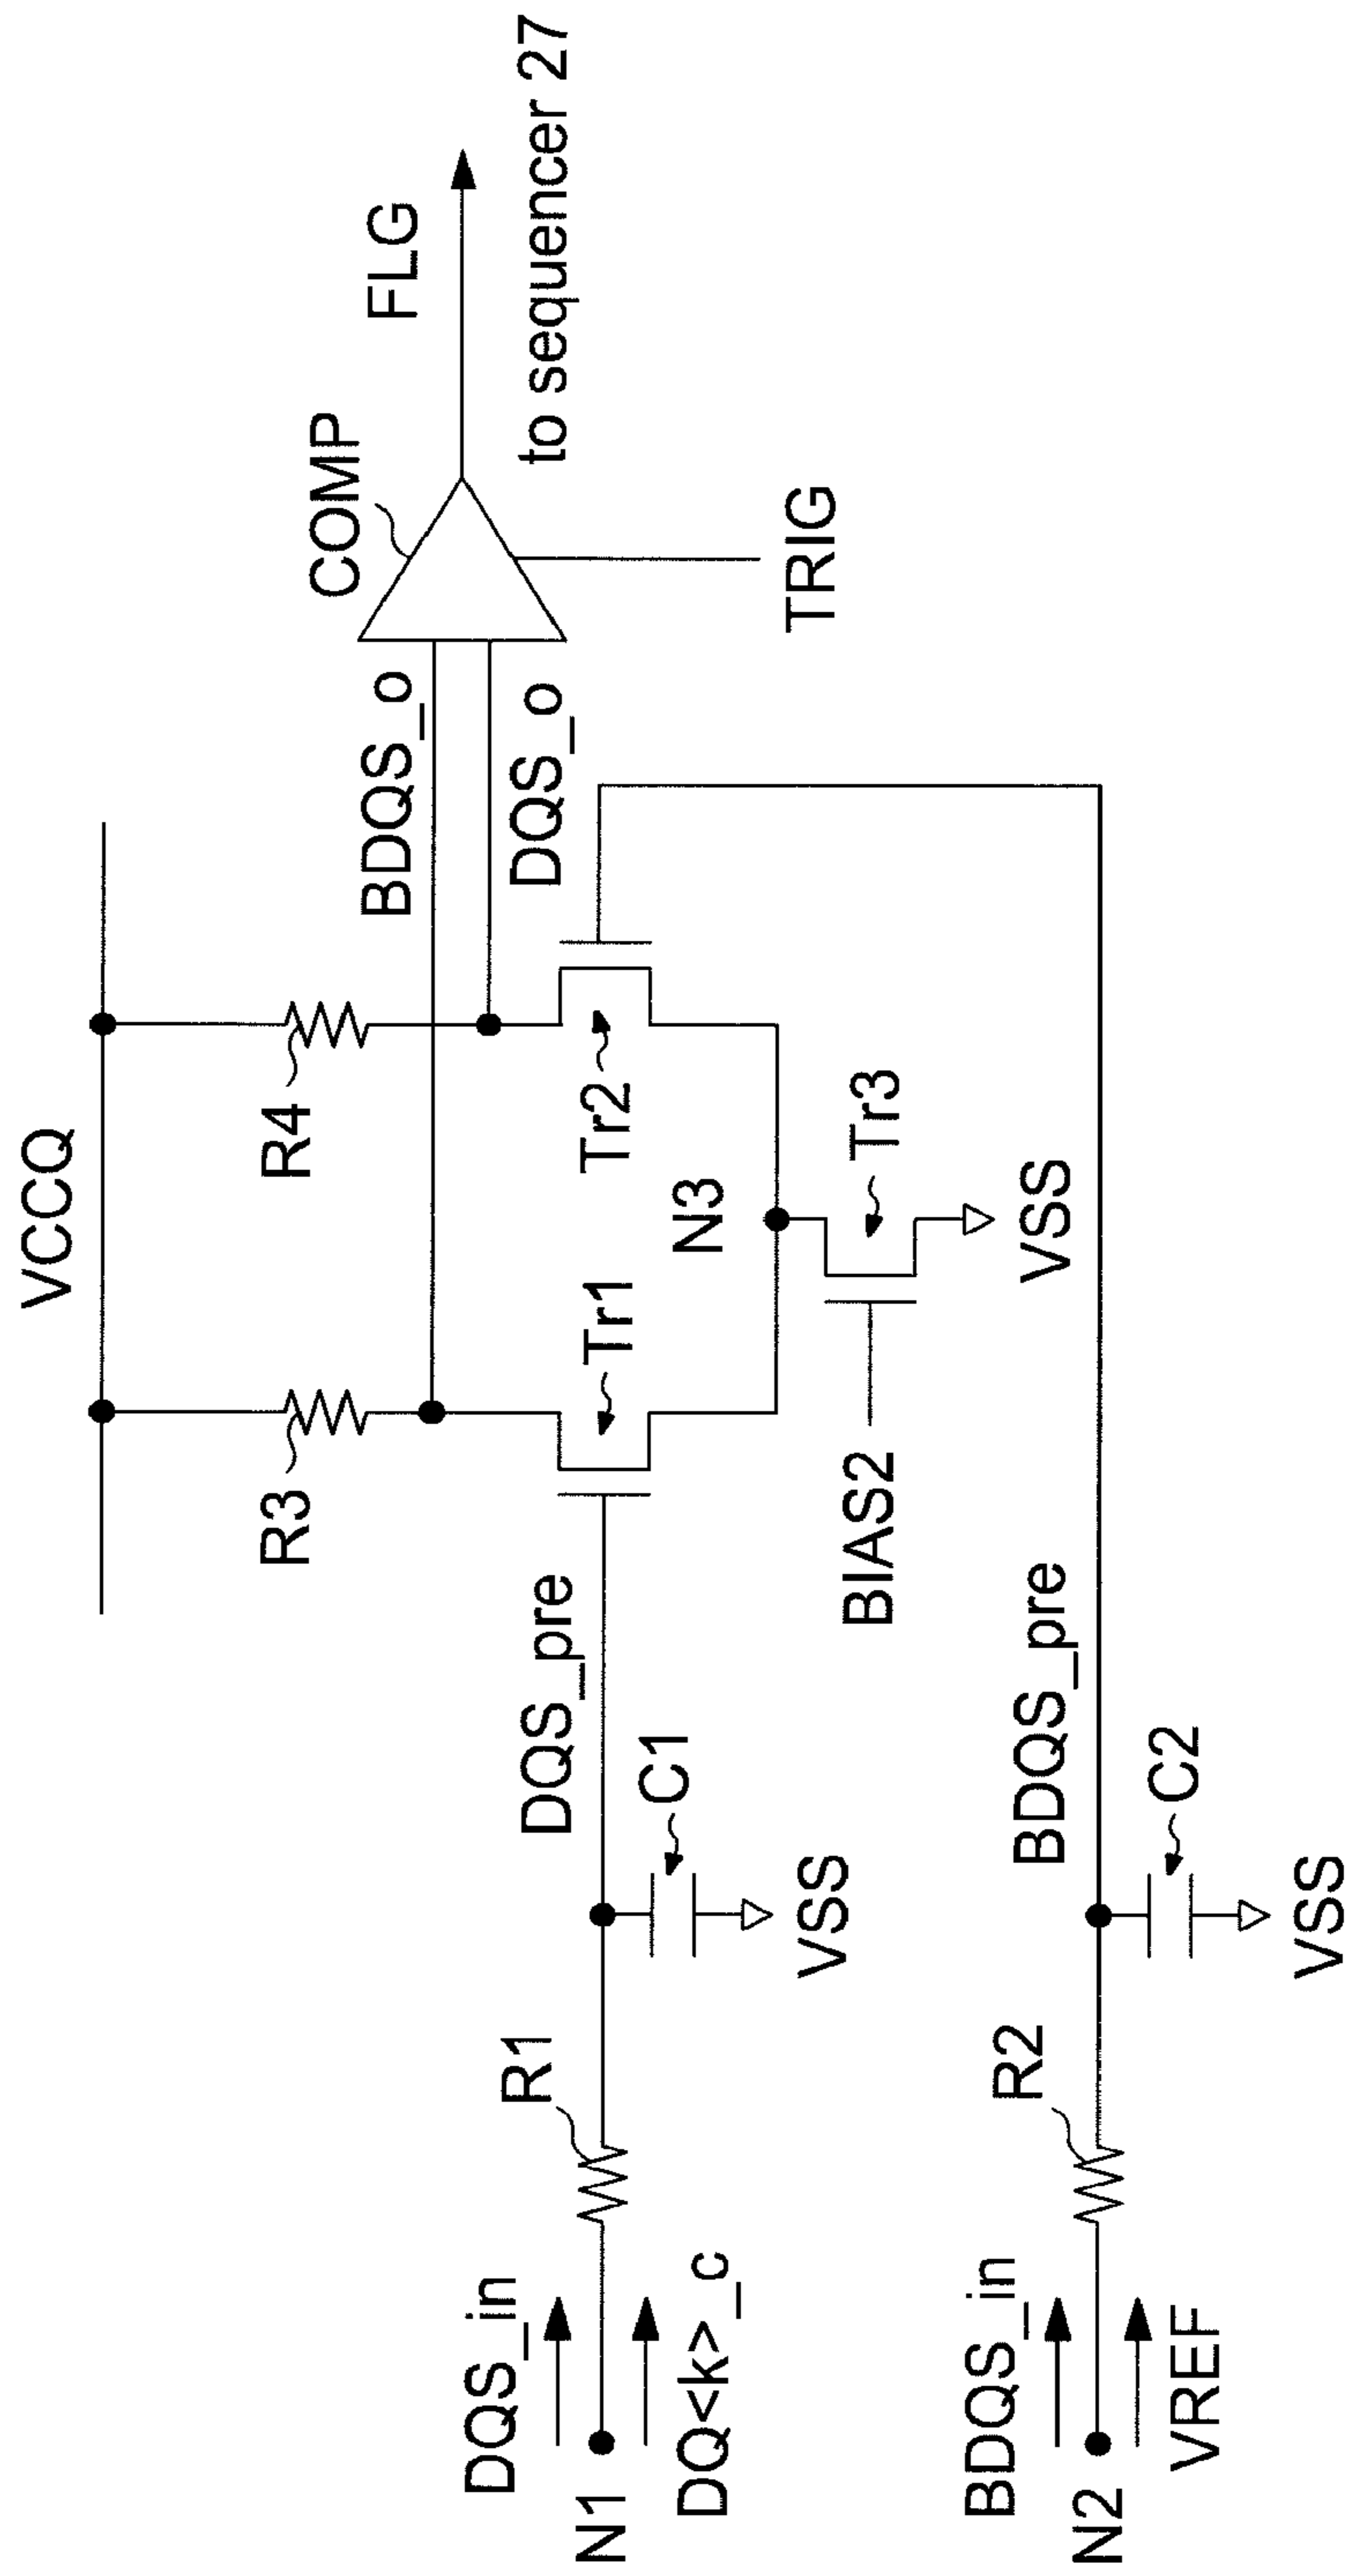 VCCQ
R3
R4
COMP
FLG
BDQS_o
DQS_o
to sequencer 27
TRIG
Tr1
Tr2
N3
Tr3
BIAS2
VSS
DQS_in
N1
DQ<k>_c
R1
DQS_pre
C1
VSS
BDQS_in
N2
VREF
R2
BDQS_pre
C2
VSS